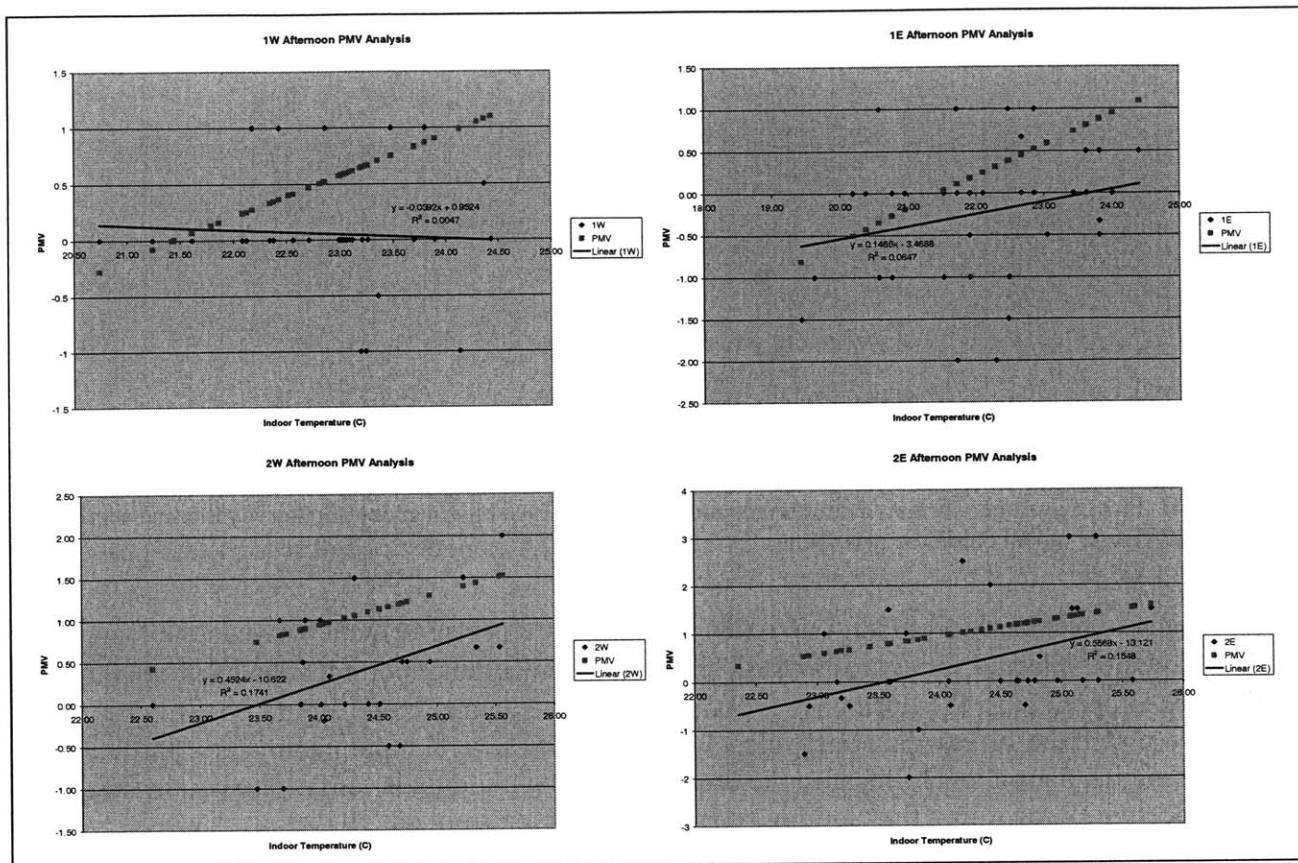 1W Afternoon PMV Analysis
1.5
1
0.5
0
-0.5
-1
-1.5
PMV
20.50 21.00 21.50 22.00 22.50 23.00 23.50 24.00 24.50 25.00
y = -0.0392x + 0.9524
R² = 0.0047
Indoor Temperature (C)
1W
PMV
Linear (1W)
1E Afternoon PMV Analysis
1.50
1.00
0.50
0.00
-0.50
-1.00
-1.50
-2.00
-2.50
PMV
18.00 19.00 20.00 21.00 22.00 23.00 24.00 25.00 26.00
R² = 0.0647
Indoor Temperature (C)
1E
PMV
Linear (1E)
2W Afternoon PMV Analysis
2.50
2.00
1.50
1.00
0.50
0.00
-0.50
-1.00
-1.50
PMV
22.00 22.50 23.00 23.50 24.00 24.50 25.00 25.50 26.00
y = 0.4524x - 10.622
R² = 0.1741
Indoor Temperature (C)
2W
PMV
Linear (2W)
2E Afternoon PMV Analysis
4
3
2
1
0
-1
-2
-3
PMV
22.00 22.50 23.00 23.50 24.00 24.50 25.00 25.50 26.00
y = 0.5568x - 13.121
R² = 0.1548
Indoor Temperature (C)
2E
PMV
Linear (2E)